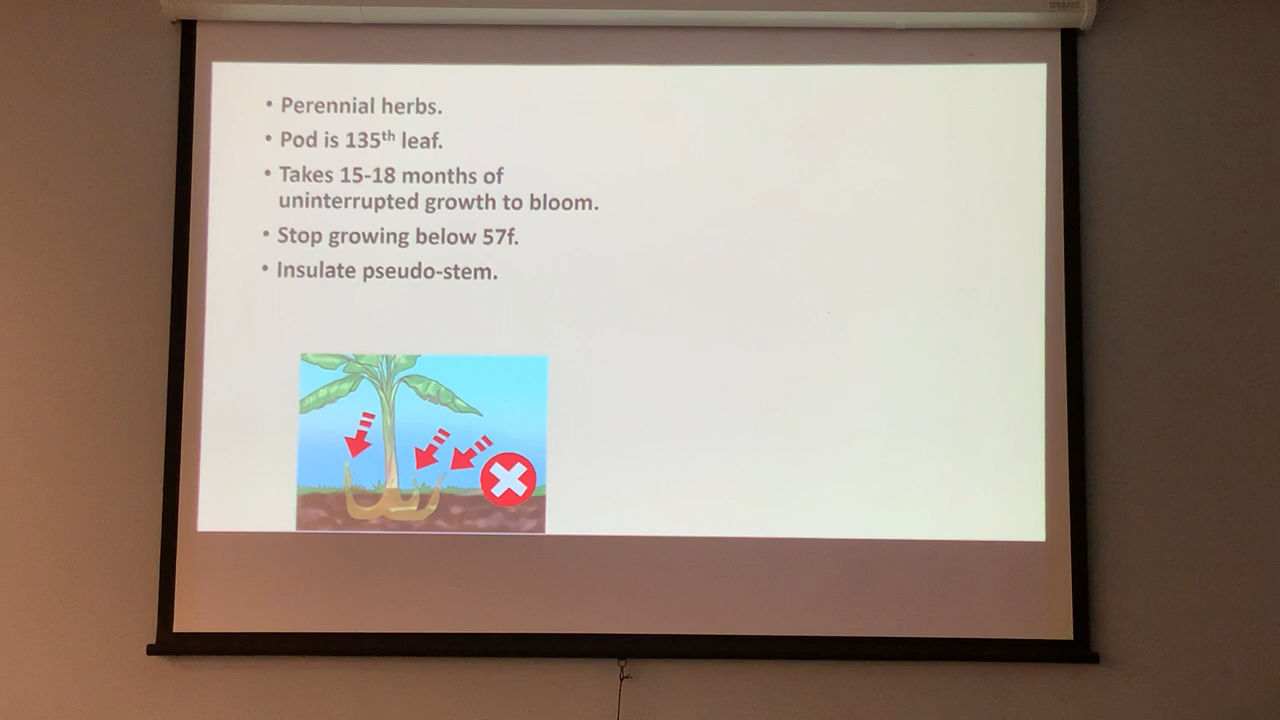 • Perennial herbs.
• Pod is 135th leaf.
• Takes 15-18 months of
uninterrupted growth to bloom.
• Stop growing below 57f.
• Insulate pseudo-stem.